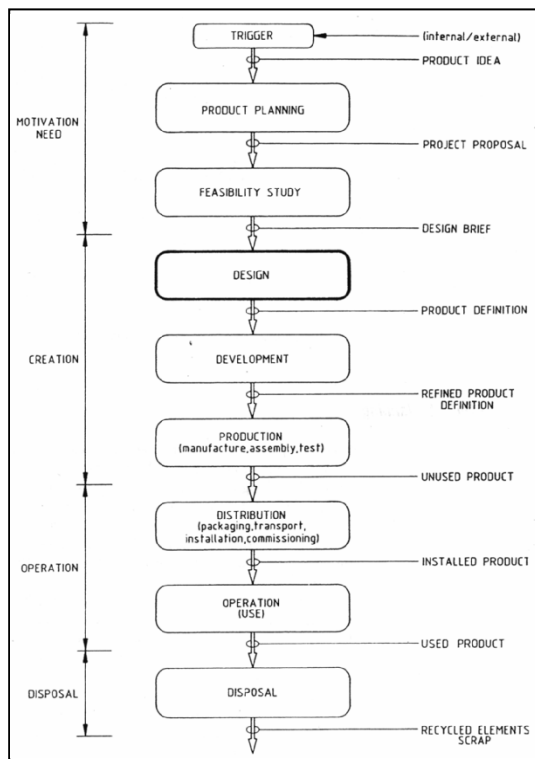 TRIGGER
(internal/external)
PRODUCT IDEA
PRODUCT PLANNING
MOTIVATION
NEED
PROJECT PROPOSAL
FEASIBILITY STUDY
DESIGN BRIEF
DESIGN
PRODUCT DEFINITION
CREATION
DEVELOPMENT
REFINED PRODUCT
DEFINITION
PRODUCTION
(manufacture,assembly,test)
UNUSED PRODUCT
DISTRIBUTION
(packaging,transport,
installation,commissioning)
OPERATION
INSTALLED PRODUCT
OPERATION
(USE)
USED PRODUCT
DISPOSAL
DISPOSAL
RECYCLED ELEMENTS
SCRAP